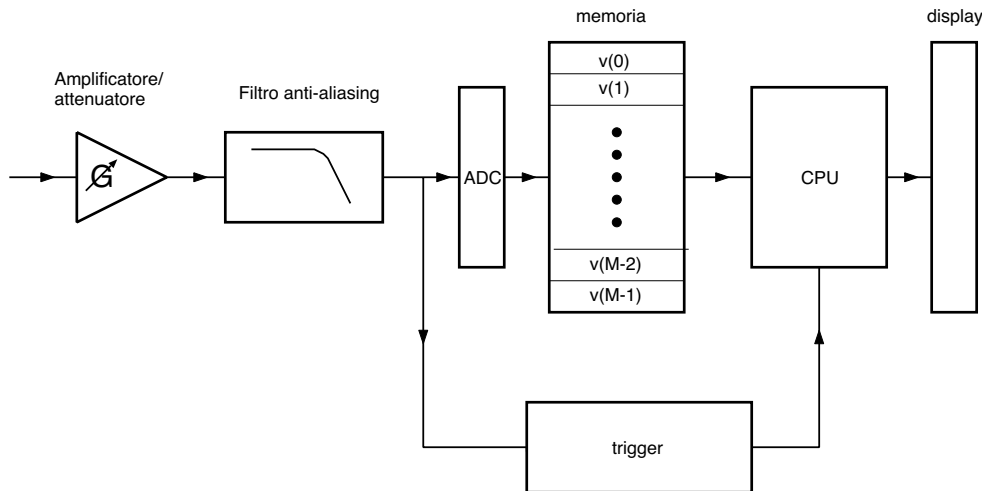 memoria
display
Amplificatore/
attenuatore
Filtro anti-aliasing
v(0)
v(1)
G
ADC
CPU
v(M-2)
v(M-1)
trigger